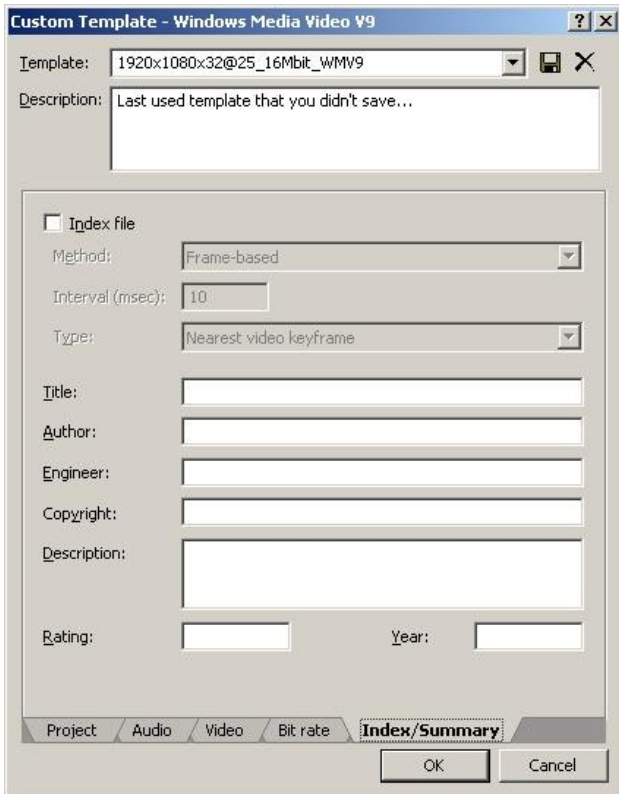 Custom Template - Windows Media Video V9
Template: 1920x1080x32@25_16Mbit_WMV9
Description: Last used template that you didn't save...
Index file
Method: Frame-based
Interval (msec): 10
Type: Nearest video keyframe
Title:
Author:
Engineer:
Copyright:
Description:
Rating: Year:
Project Audio Video Bit rate Index/Summary
OK Cancel